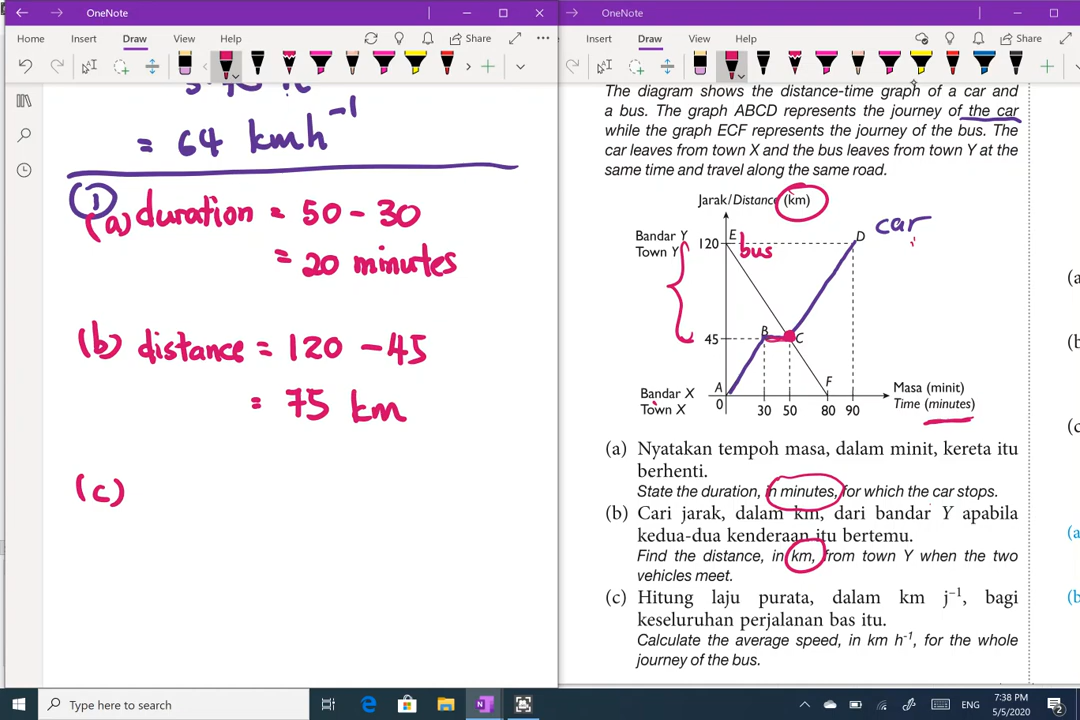 OneNote
OneNote
Home Insert Draw View Help Share
Insert Draw View Help Share
= 64 kmh⁻¹
①
(a) duration = 50 - 30
= 20 minutes
(b) distance = 120 - 45
= 75 km
(c)
The diagram shows the distance-time graph of a car and
a bus. The graph ABCD represents the journey of the car
while the graph ECF represents the journey of the bus. The
car leaves from town X and the bus leaves from town Y at the
same time and travel along the same road.
Jarak/Distance (km)
car
Bandar Y
Town Y
120
E
D
bus
45
B
C
A
F
Bandar X
Town X
0
30 50 80 90
Masa (minit)
Time (minutes)
(a) Nyatakan tempoh masa, dalam minit, kereta itu
berhenti.
State the duration, in minutes, for which the car stops.
(b) Cari jarak, dalam km, dari bandar Y apabila
kedua-dua kenderaan itu bertemu.
Find the distance, in km, from town Y when the two
vehicles meet.
(c) Hitung laju purata, dalam km j⁻¹, bagi
keseluruhan perjalanan bas itu.
Calculate the average speed, in km h⁻¹, for the whole
journey of the bus.
(a
(b
(c
(a
(b
Type here to search
ENG
7:38 PM
5/5/2020
2